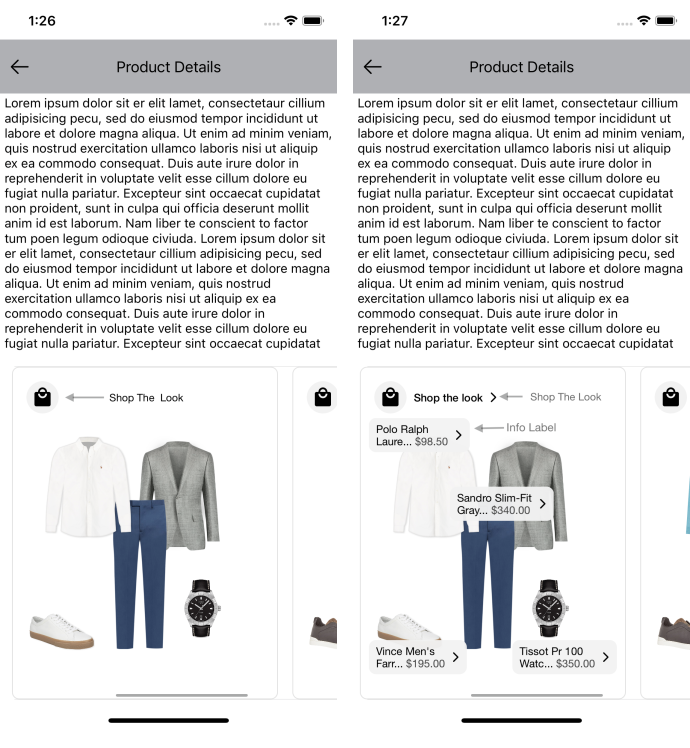 1:26
Product Details
Lorem ipsum dolor sit er elit lamet, consectetaur cillium
adipisicing pecu, sed do eiusmod tempor incididunt ut
labore et dolore magna aliqua. Ut enim ad minim veniam,
quis nostrud exercitation ullamco laboris nisi ut aliquip
ex ea commodo consequat. Duis aute irure dolor in
reprehenderit in voluptate velit esse cillum dolore eu
fugiat nulla pariatur. Excepteur sint occaecat cupidatat
non proident, sunt in culpa qui officia deserunt mollit
anim id est laborum. Nam liber te conscient to factor
tum poen legum odioque civiuda. Lorem ipsum dolor sit
er elit lamet, consectetaur cillium adipisicing pecu, sed
do eiusmod tempor incididunt ut labore et dolore magna
aliqua. Ut enim ad minim veniam, quis nostrud
exercitation ullamco laboris nisi ut aliquip ex ea
commodo consequat. Duis aute irure dolor in
reprehenderit in voluptate velit esse cillum dolore eu
fugiat nulla pariatur. Excepteur sint occaecat cupidatat
Shop The Look
1:27
Product Details
Lorem ipsum dolor sit er elit lamet, consectetaur cillium
adipisicing pecu, sed do eiusmod tempor incididunt ut
labore et dolore magna aliqua. Ut enim ad minim veniam,
quis nostrud exercitation ullamco laboris nisi ut aliquip
ex ea commodo consequat. Duis aute irure dolor in
reprehenderit in voluptate velit esse cillum dolore eu
fugiat nulla pariatur. Excepteur sint occaecat cupidatat
non proident, sunt in culpa qui officia deserunt mollit
anim id est laborum. Nam liber te conscient to factor
tum poen legum odioque civiuda. Lorem ipsum dolor sit
er elit lamet, consectetaur cillium adipisicing pecu, sed
do eiusmod tempor incididunt ut labore et dolore magna
aliqua. Ut enim ad minim veniam, quis nostrud
exercitation ullamco laboris nisi ut aliquip ex ea
commodo consequat. Duis aute irure dolor in
reprehenderit in voluptate velit esse cillum dolore eu
fugiat nulla pariatur. Excepteur sint occaecat cupidatat
Shop the look
Shop The Look
Polo Ralph
Laure... $98.50
Info Label
Sandro Slim-Fit
Gray... $340.00
Vince Men's
Farr... $195.00
Tissot Pr 100
Watc... $350.00